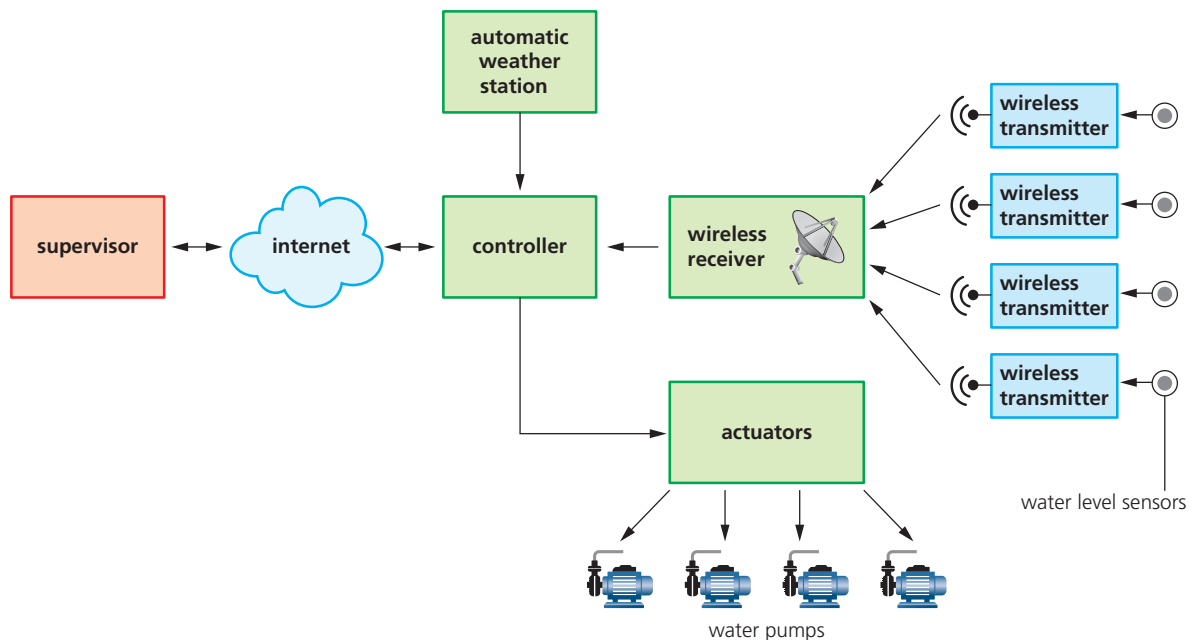 automatic
weather
station
supervisor
internet
controller
wireless
receiver
wireless
transmitter
wireless
transmitter
wireless
transmitter
wireless
transmitter
actuators
water level sensors
water pumps